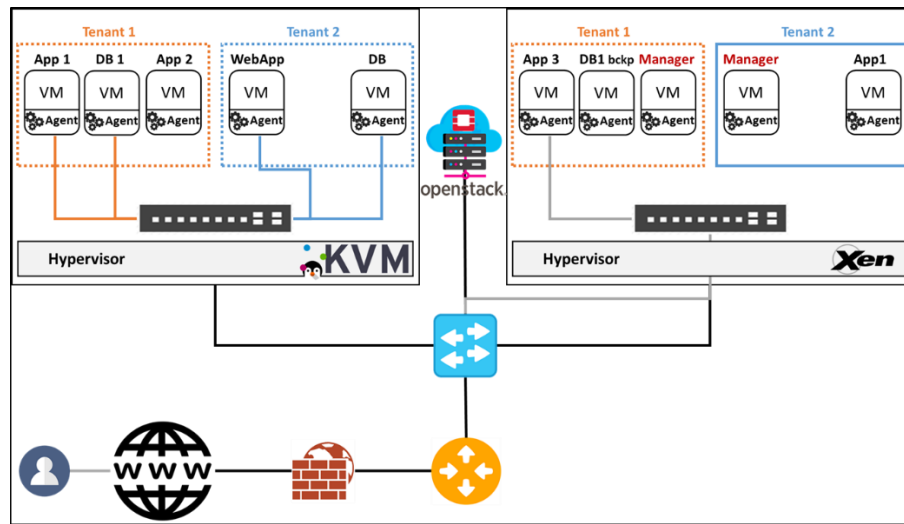 Tenant 1
Tenant 2
App 1 DB 1 App 2 WebApp DB
VM VM VM VM VM
Agent Agent Agent Agent Agent
Hypervisor KVM
openstack.
Tenant 1
Tenant 2
App 3 DB1 bckp Manager Manager App1
VM VM VM VM VM
Agent Agent Agent Agent Agent
Hypervisor Xen
WWW